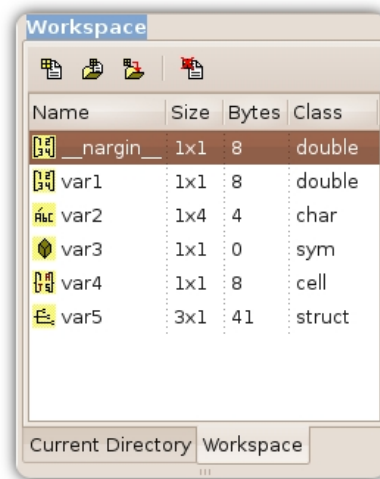 Workspace
Name Size Bytes Class
__nargin__ 1x1 8 double
var1 1x1 8 double
var2 1x4 4 char
var3 1x1 0 sym
var4 1x1 8 cell
var5 3x1 41 struct
Current Directory Workspace